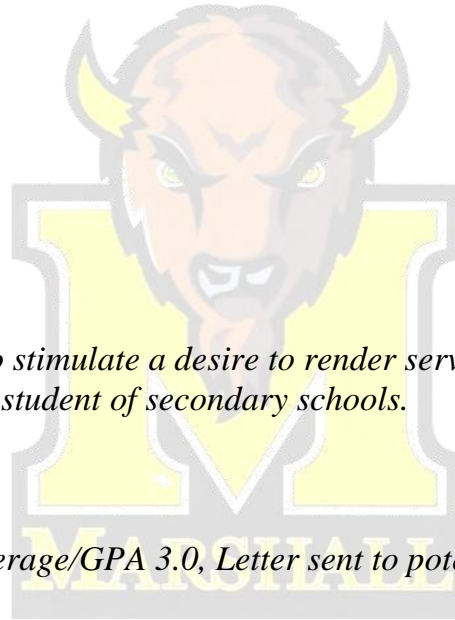 o stimulate a desire to render serv
student of secondary schools.
erage/GPA 3.0, Letter sent to pot
MARSHALL